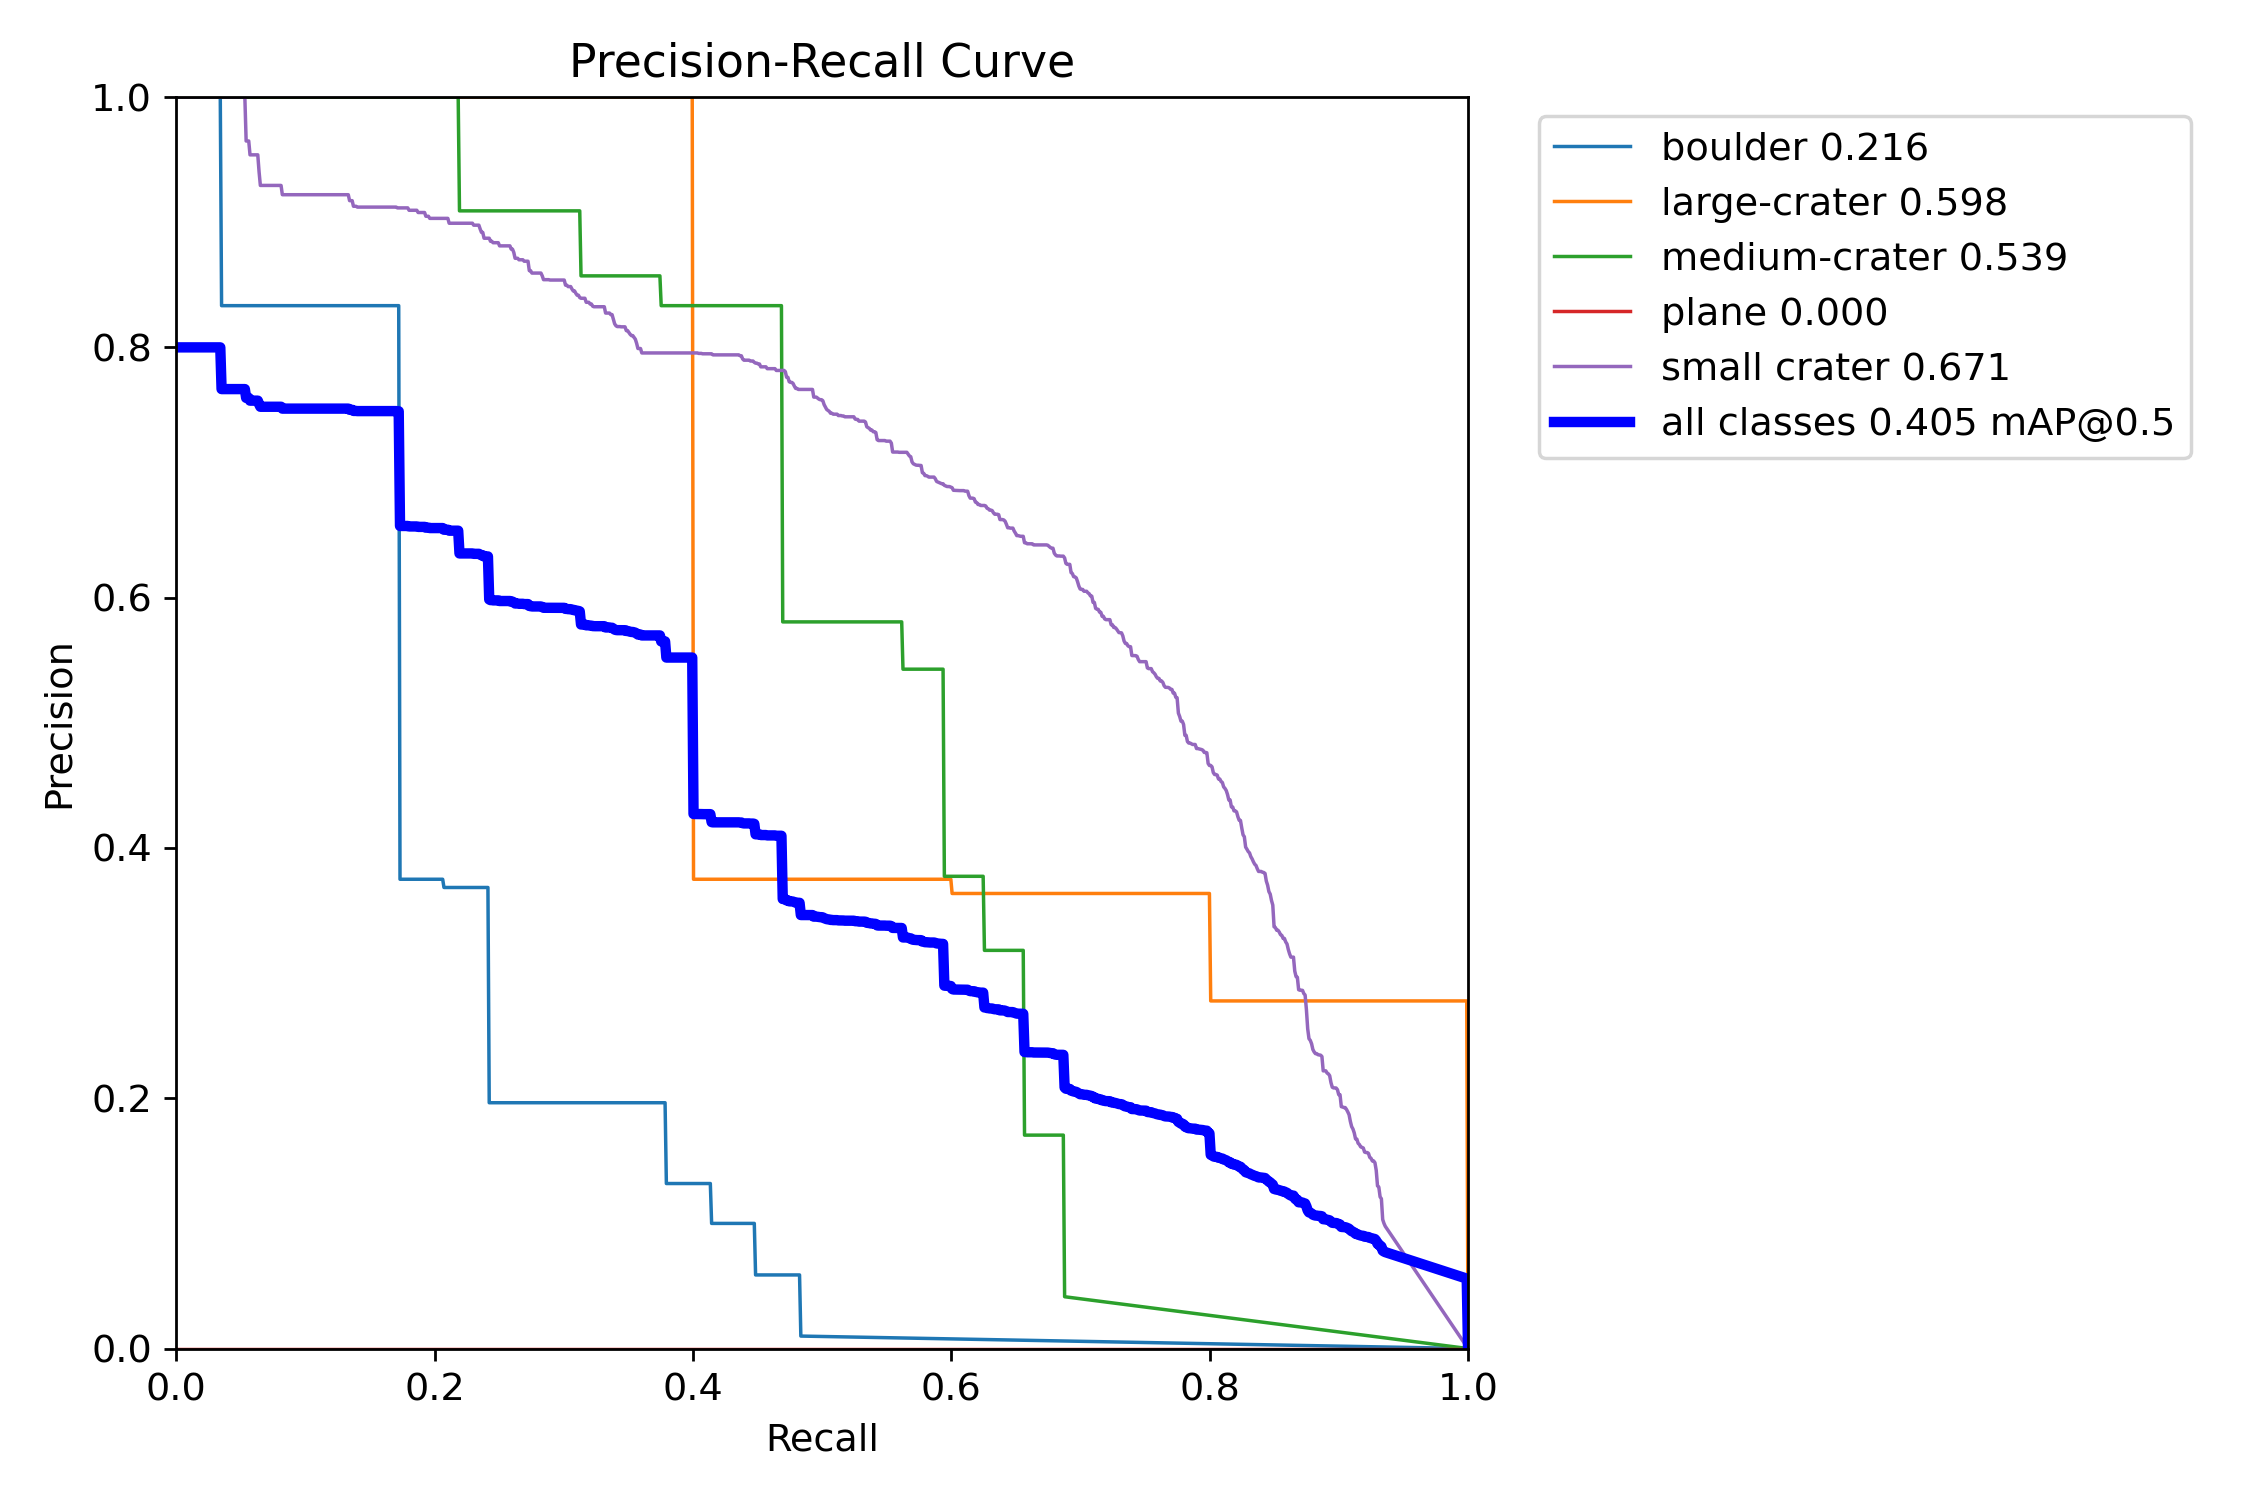 Precision-Recall Curve
1.0
0.8
0.6
0.4
0.2
0.0
Precision
0.0 0.2 0.4 0.6 0.8 1.0
Recall
boulder 0.216
large-crater 0.598
medium-crater 0.539
plane 0.000
small crater 0.671
all classes 0.405 mAP@0.5